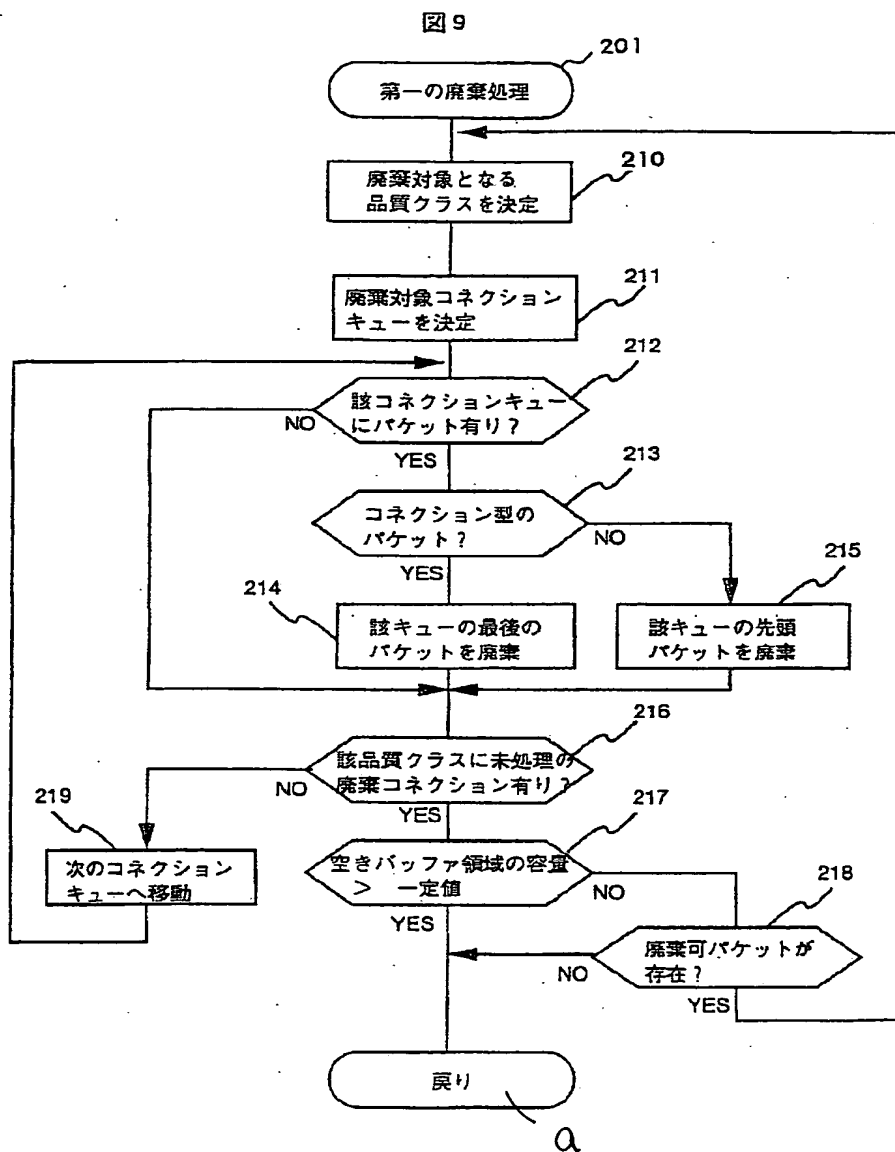 図9
201
第一の廃棄処理
210
廃棄対象となる
品質クラスを決定
211
廃棄対象コネクション
キューを決定
212
該コネクションキュー
にパケット有り?
NO
YES
213
コネクション型の
パケット?
NO
YES
214
該キューの最後の
パケットを廃棄
215
該キューの先頭
パケットを廃棄
216
該品質クラスに未処理の
廃棄コネクション有り?
NO
YES
219
次のコネクション
キューへ移動
217
空きバッファ領域の容量
> 一定値
NO
YES
218
廃棄可パケットが
存在?
NO
YES
戻り
a